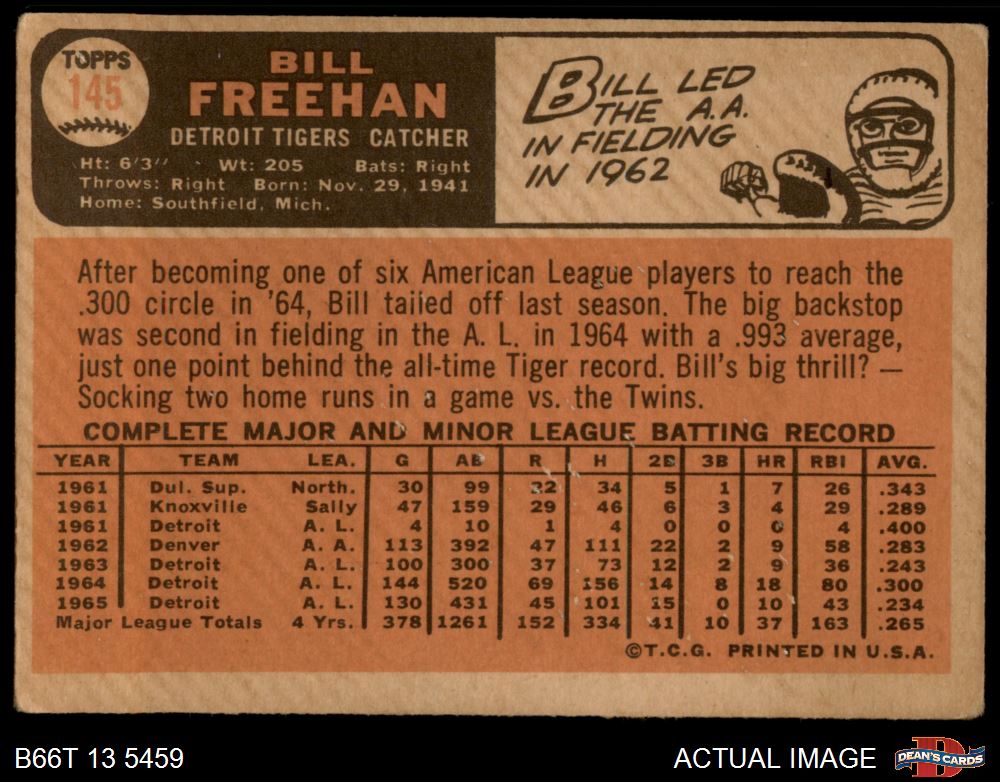 TOPPS
145
BILL
FREEHAN
DETROIT TIGERS CATCHER
Ht: 6'3" Wt: 205 Bats: Right
Throws: Right Born: Nov. 29, 1941
Home: Southfield, Mich.
BILL LED
THE A.A.
IN FIELDING
IN 1962
After becoming one of six American League players to reach the
.300 circle in '64, Bill tailed off last season. The big backstop
was second in fielding in the A. L. in 1964 with a .993 average,
just one point behind the all-time Tiger record. Bill's big thrill? —
Socking two home runs in a game vs. the Twins.
COMPLETE MAJOR AND MINOR LEAGUE BATTING RECORD
YEAR TEAM LEA. G AB R H 2B 3B HR RBI AVG.
1961 Dul. Sup. North. 30 99 22 34 5 1 7 26 .343
1961 Knoxville Sally 47 159 29 46 6 3 4 29 .289
1961 Detroit A. L. 4 10 1 4 0 0 0 4 .400
1962 Denver A. A. 113 392 47 111 22 2 9 58 .283
1963 Detroit A. L. 100 300 37 73 12 2 9 36 .243
1964 Detroit A. L. 144 520 69 156 14 8 18 80 .300
1965 Detroit A. L. 130 431 45 101 15 0 10 43 .234
Major League Totals 4 Yrs. 378 1261 152 334 41 10 37 163 .265
©T.C.G. PRINTED IN U.S.A.
B66T 13 5459
ACTUAL IMAGE
D
DEAN'S CARDS